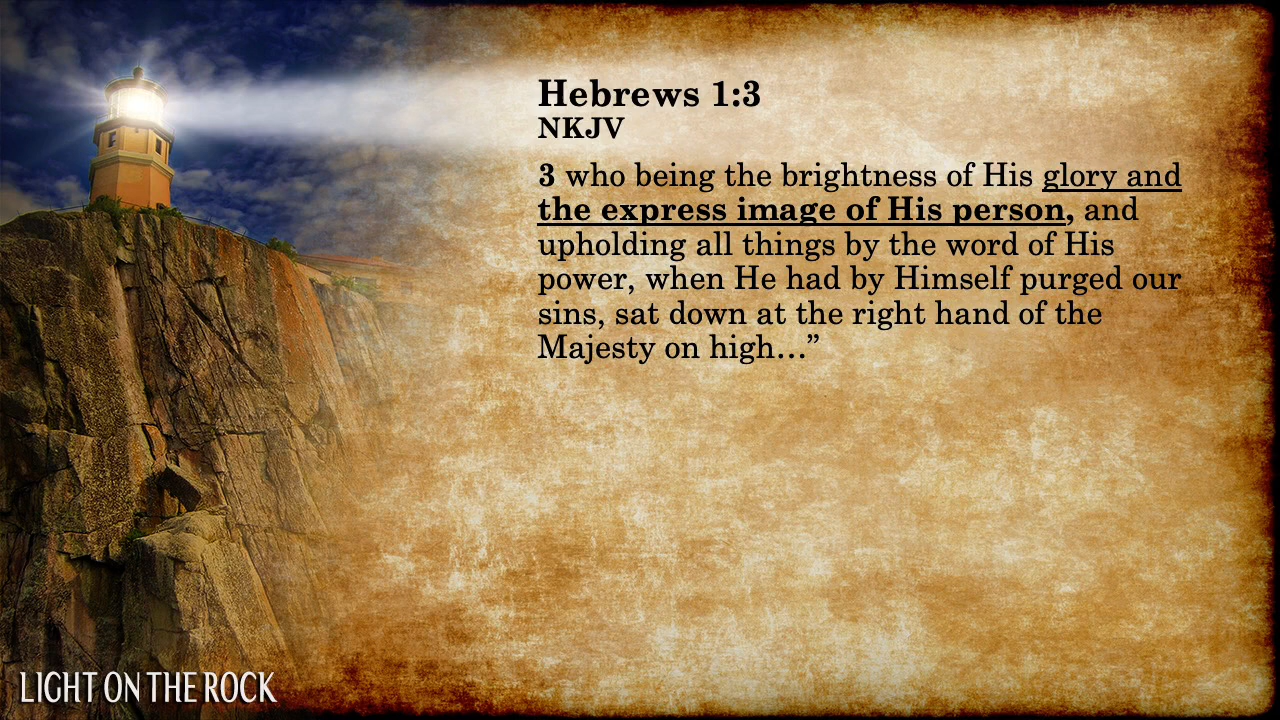 Hebrews 1:3
NKJV
3 who being the brightness of His glory and
the express image of His person, and
upholding all things by the word of His
power, when He had by Himself purged our
sins, sat down at the right hand of the
Majesty on high…”
LIGHT ON THE ROCK